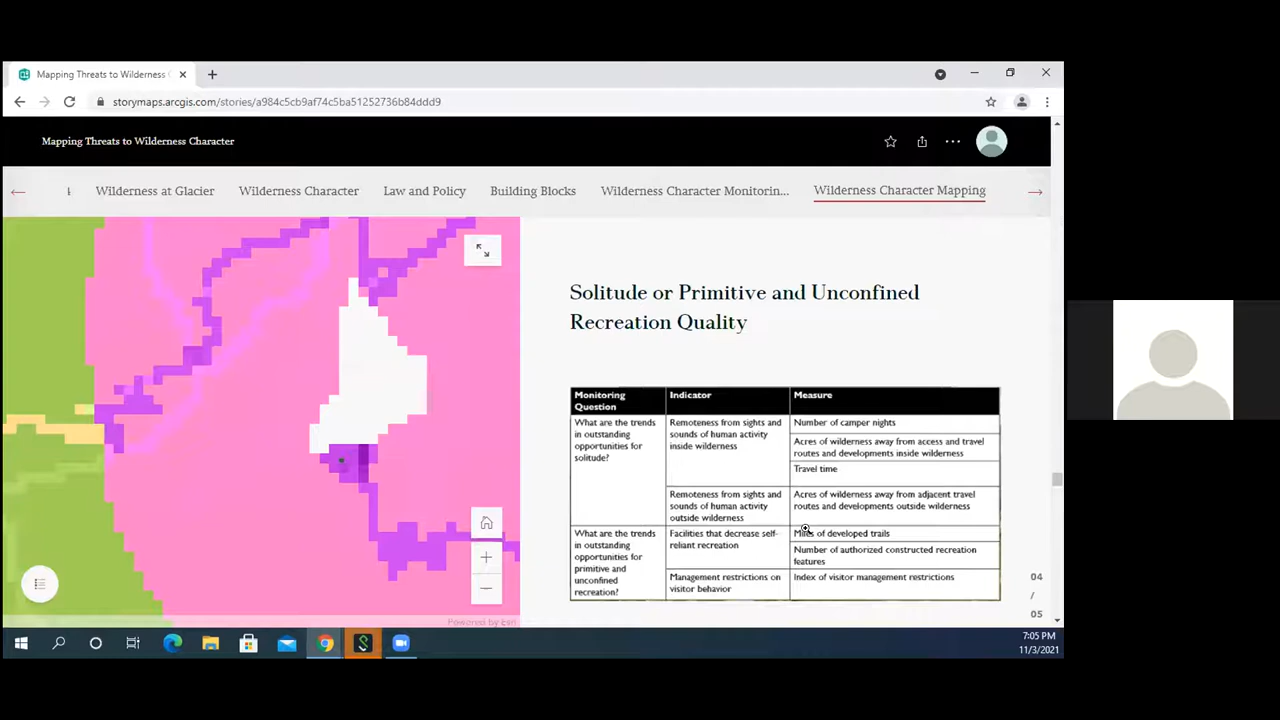 Mapping Threats to Wilderness C
storymaps.arcgis.com/stories/a984c5cb9af74c5ba51252736b84ddd9
Mapping Threats to Wilderness Character
Wilderness at Glacier
Wilderness Character
Law and Policy
Building Blocks
Wilderness Character Monitorin...
Wilderness Character Mapping
Solitude or Primitive and Unconfined
Recreation Quality
Monitoring
Question
Indicator
Measure
What are the trends
in outstanding
opportunities for
solitude?
Remoteness from sights and
sounds of human activity
inside wilderness
Number of camper nights
Acres of wilderness away from access and travel
routes and developments inside wilderness
Travel time
Remoteness from sights and
sounds of human activity
outside wilderness
Acres of wilderness away from adjacent travel
routes and developments outside wilderness
What are the trends
in outstanding
opportunities for
primitive and
unconfined
recreation?
Facilities that decrease self-
reliant recreation
Miles of developed trails
Number of authorized constructed recreation
features
Management restrictions on
visitor behavior
Index of visitor management restrictions
04
/
05
Powered by Esri
7:05 PM
11/3/2021